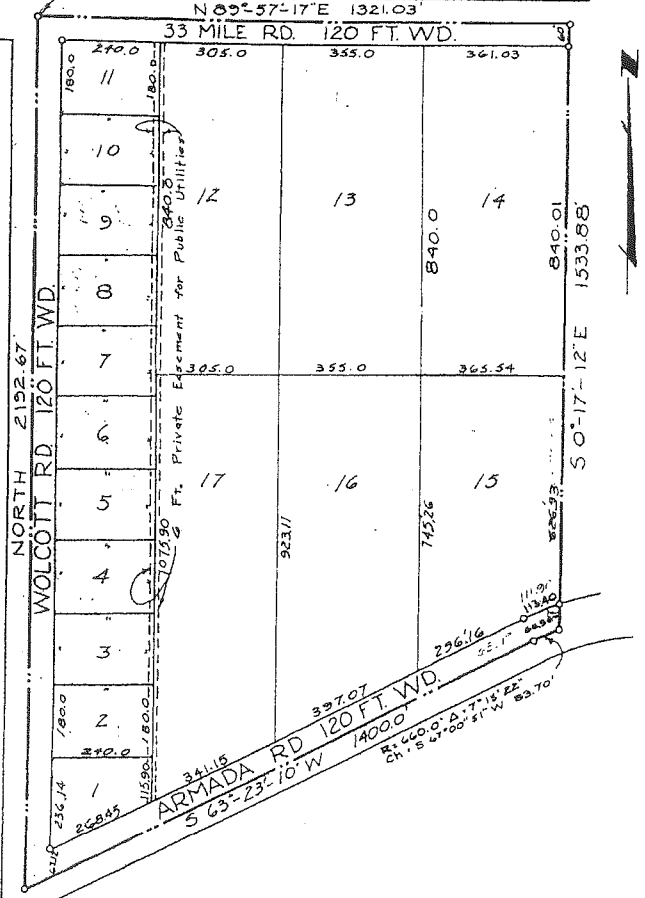 N 89°-57'-17"E 1321.03'
33 MILE RD. 120 FT. WD.
60'
240.0 305.0 355.0 361.03
180.0 11 180.0
10
9
8
7
6
5
4
3
180.0 2 180.0
240.0
236.14 1 115.90
12 13 14
840.0 840.0 840.01
305.0 355.0 365.54
17 16 15
1075.90 923.11 745.26 626.93
6 Ft. Private Easement for Public Utilities
NORTH 2192.67'
WOLCOTT RD. 120 FT. WD.
S 0°-17'-12"E 1533.88'
111.91'
113.40
268.45 341.15 397.07 296.16
ARMADA RD 120 FT. WD.
S 63°-23'-10" W 1400.0'
R= 660.0' Δ= 7°-16'-22"
Ch = S 67°00'51" W 83.70'
67.12